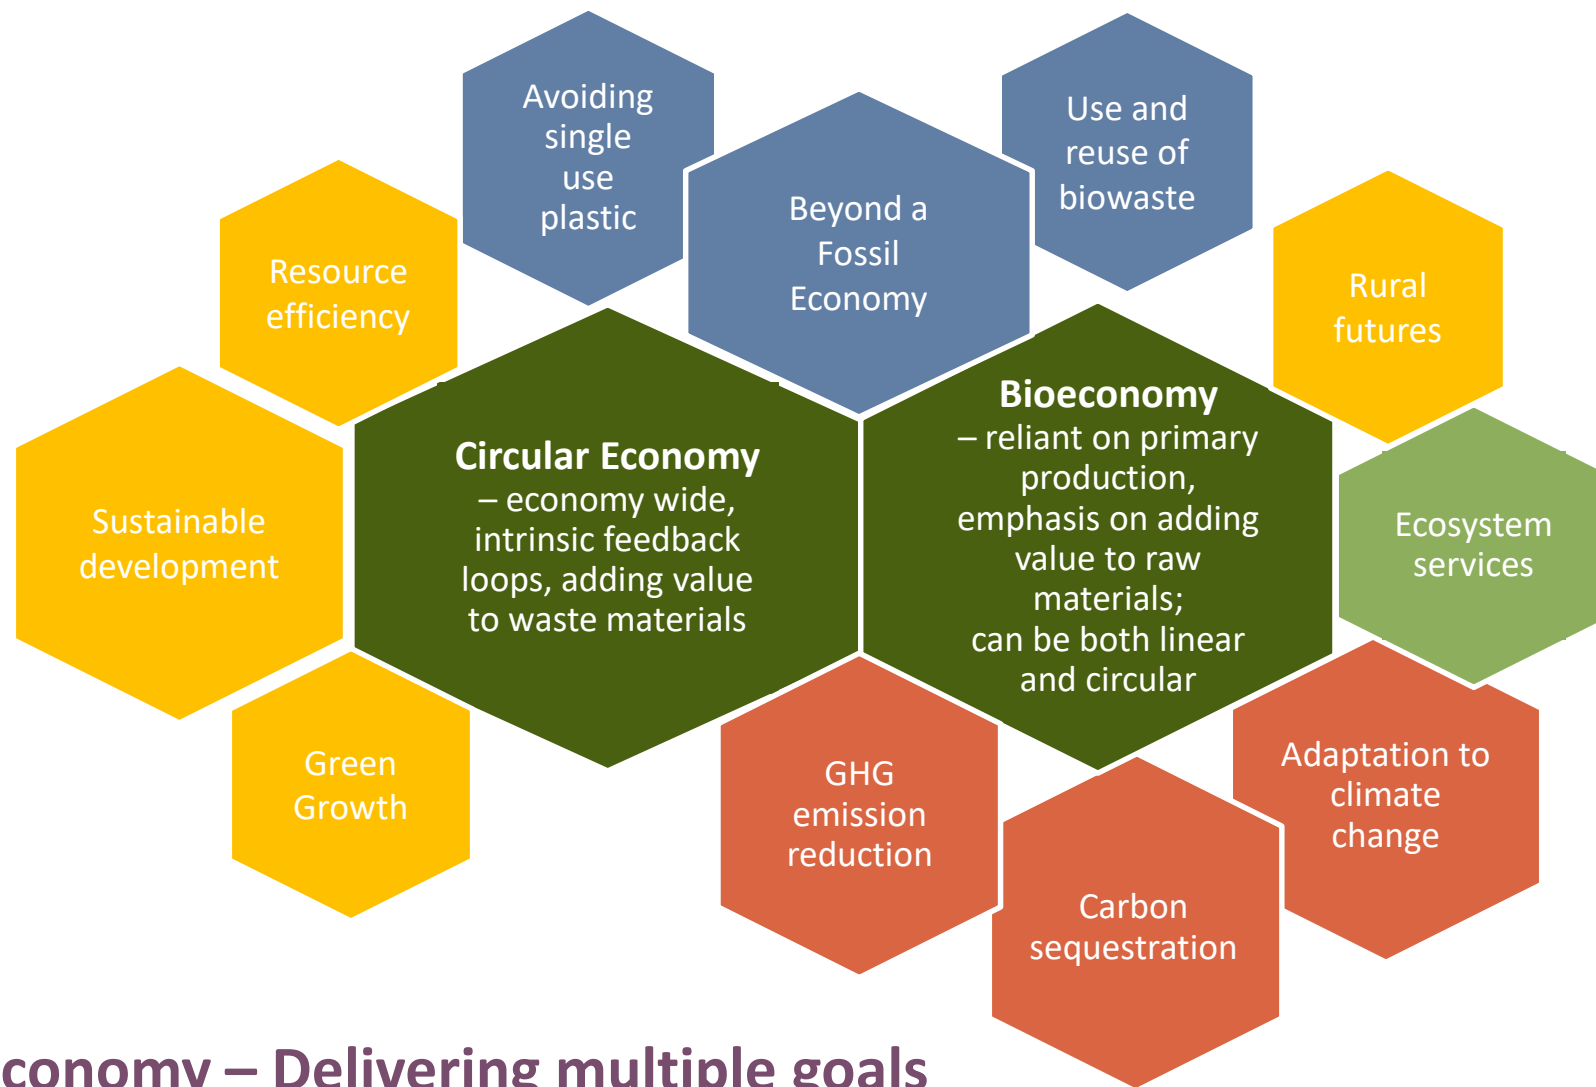 Avoiding
single
use
plastic
Use and
reuse of
biowaste
Beyond a
Fossil
Economy
Resource
efficiency
Rural
futures
Circular Economy
– economy wide,
intrinsic feedback
loops, adding value
to waste materials
Bioeconomy
– reliant on primary
production,
emphasis on adding
value to raw
materials;
can be both linear
and circular
Sustainable
development
Ecosystem
services
Green
Growth
GHG
emission
reduction
Adaptation to
climate
change
Carbon
sequestration
conomy – Delivering multiple goals